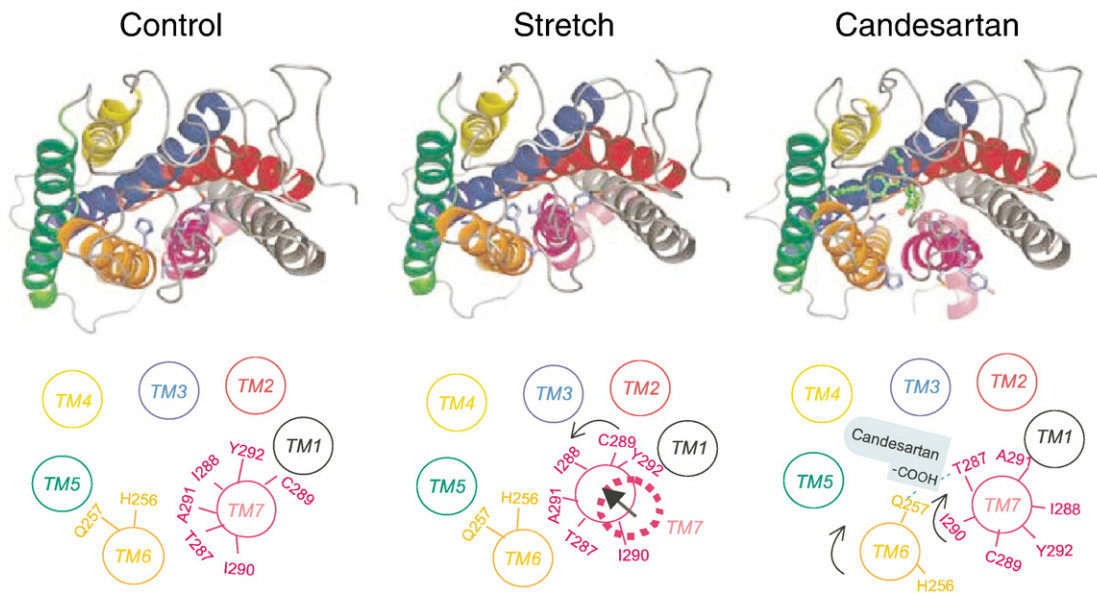 Control
Stretch
Candesartan
TM4
TM3
TM2
TM1
TM5
Y292
I288
C289
A291
TM7
T287
I290
H256
Q257
TM6
TM4
TM3
TM2
TM1
TM5
C289
Y292
I288
A291
TM7
T287
I290
H256
Q257
TM6
TM4
TM3
TM2
TM1
TM5
Candesartan
-COOH
T287
A291
Q257
TM7
I288
I290
Y292
C289
TM6
H256